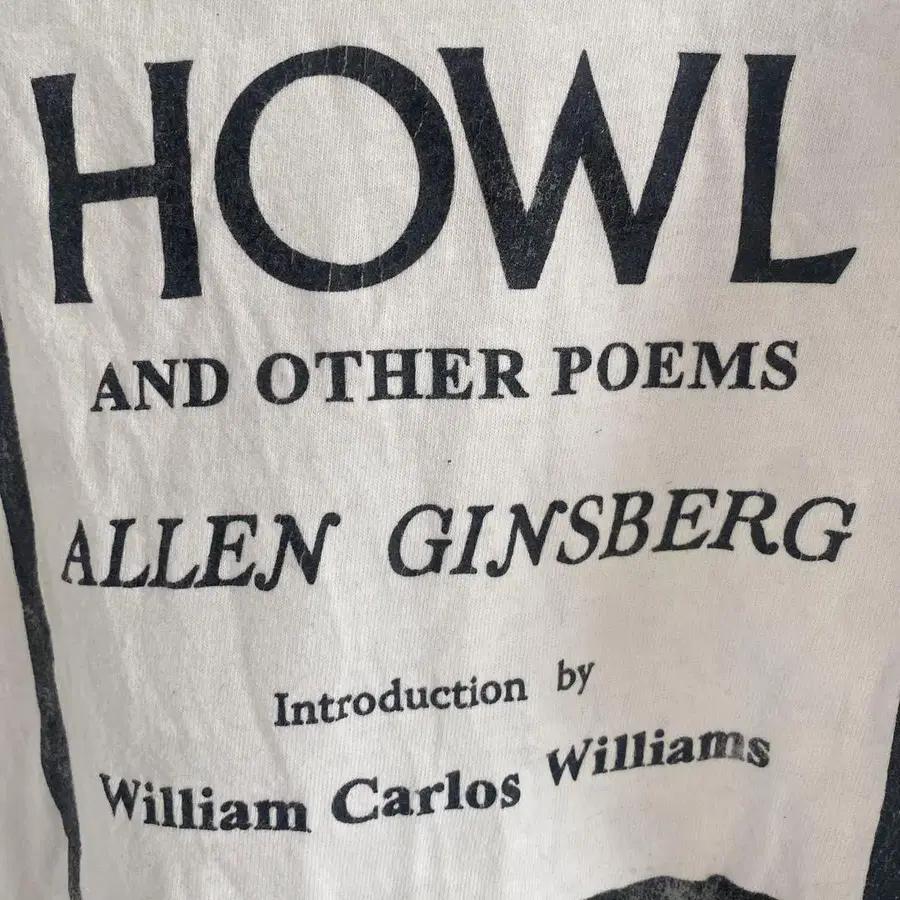 HOWL
AND OTHER POEMS
ALLEN GINSBERG
Introduction by
William Carlos Williams